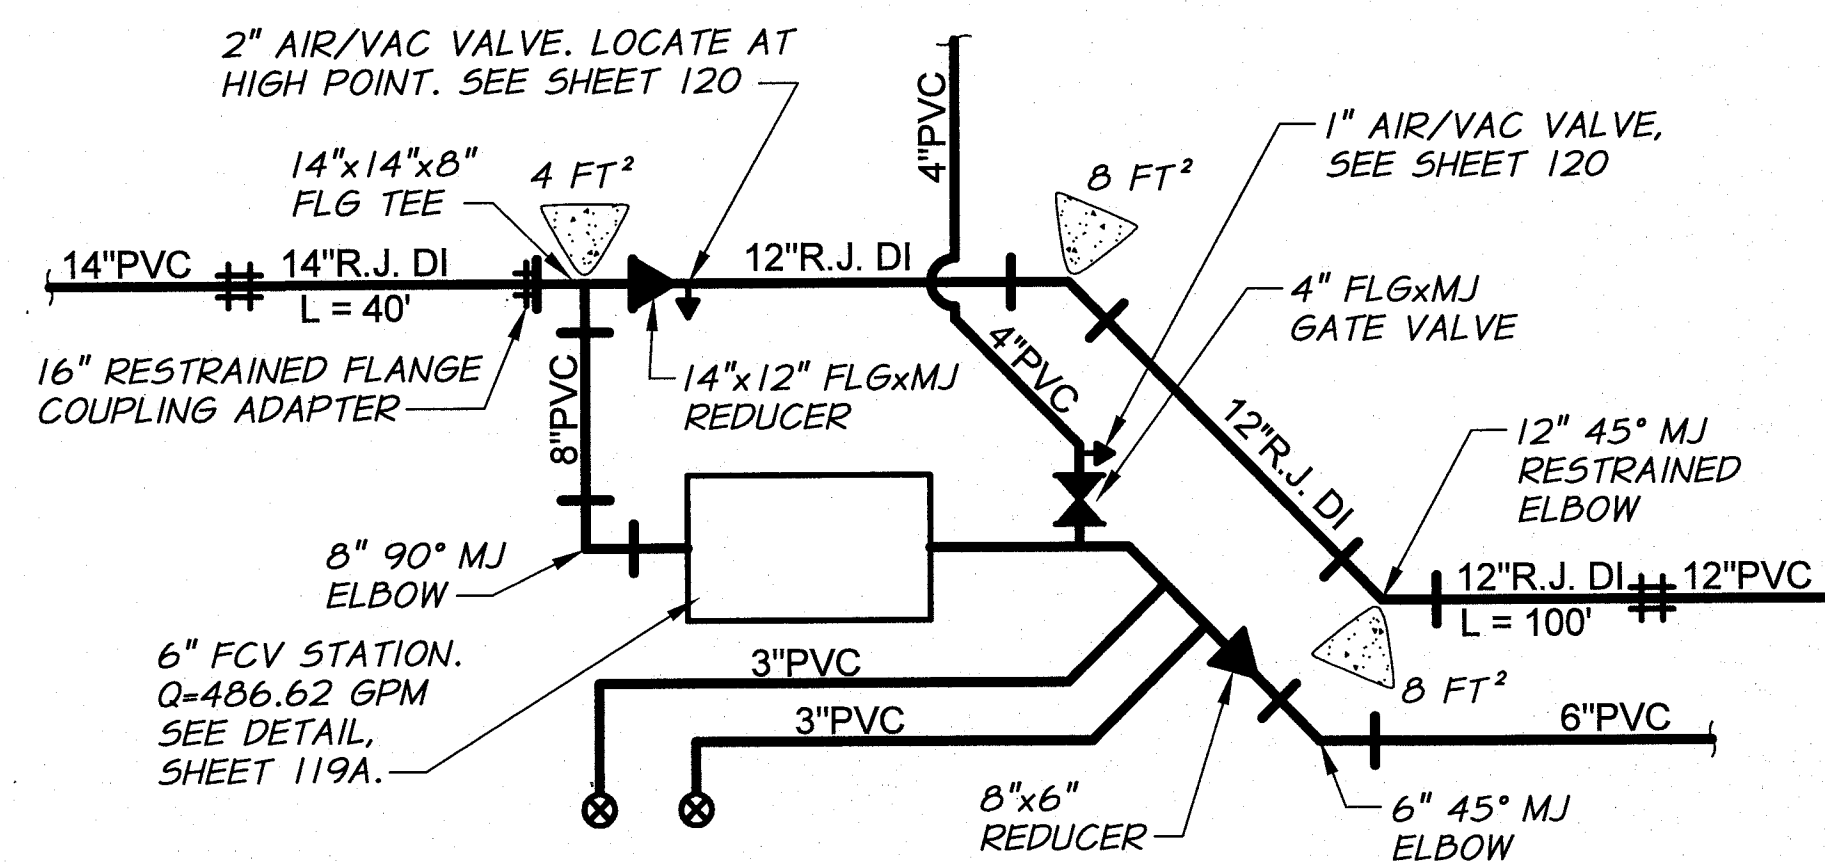 2" AIR/VAC VALVE. LOCATE AT
HIGH POINT. SEE SHEET 120
4"PVC
1" AIR/VAC VALVE,
SEE SHEET 120
14"x14"x8"
FLG TEE
4 FT²
8 FT²
14"PVC
14"R.J. DI
L = 40'
12"R.J. DI
4" FLGxMJ
GATE VALVE
16" RESTRAINED FLANGE
COUPLING ADAPTER
8"PVC
14"x12" FLGxMJ
REDUCER
4"PVC
12"R.J. DI
12" 45° MJ
RESTRAINED
ELBOW
8" 90° MJ
ELBOW
12"R.J. DI
L = 100'
12"PVC
6" FCV STATION.
Q=486.62 GPM
SEE DETAIL,
SHEET 119A.
3"PVC
3"PVC
8 FT²
6"PVC
8"x6"
REDUCER
6" 45° MJ
ELBOW